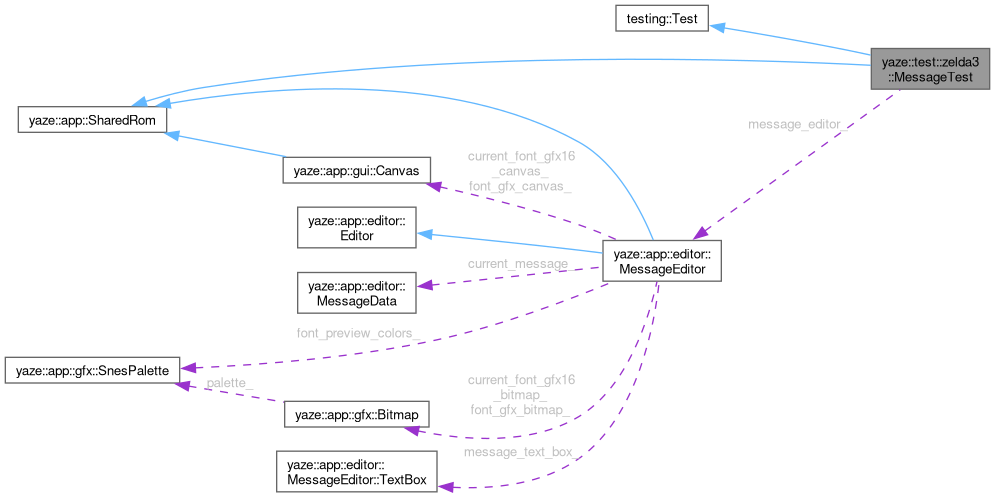 testing::Test
yaze::test::zelda3
::MessageTest
yaze::app::SharedRom
message_editor_
current_font_gfx16
_canvas_
font_gfx_canvas_
yaze::app::gui::Canvas
yaze::app::editor::
Editor
yaze::app::editor::
MessageEditor
current_message_
yaze::app::editor::
MessageData
font_preview_colors_
yaze::app::gfx::SnesPalette
palette_
current_font_gfx16
_bitmap_
font_gfx_bitmap_
yaze::app::gfx::Bitmap
message_text_box_
yaze::app::editor::
MessageEditor::TextBox